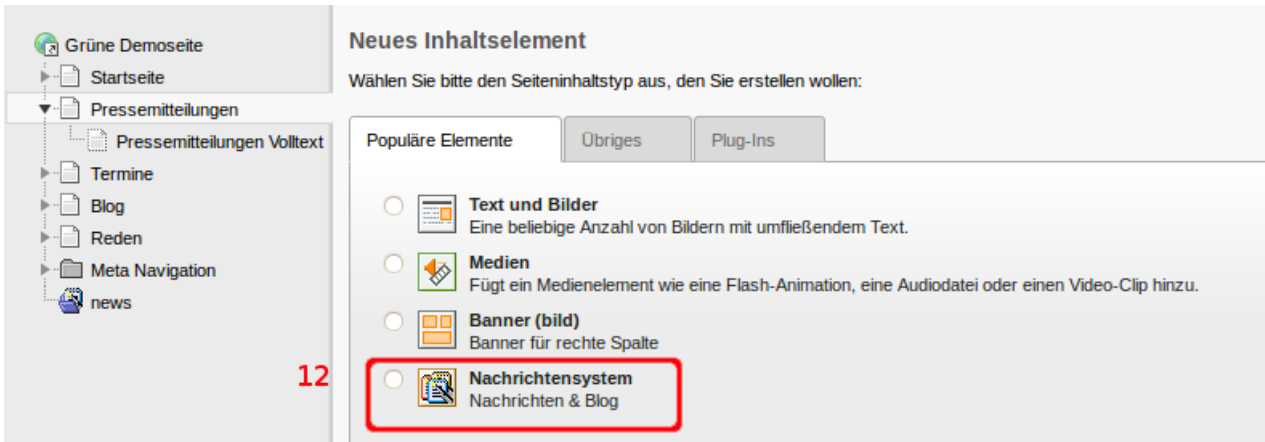 Grüne Demoseite
Startseite
Pressemitteilungen
Pressemitteilungen Volltext
Termine
Blog
Reden
Meta Navigation
news
Neues Inhaltselement
Wählen Sie bitte den Seiteninhaltstyp aus, den Sie erstellen wollen:
Populäre Elemente Übriges Plug-Ins
Text und Bilder
Eine beliebige Anzahl von Bildern mit umfließendem Text.
Medien
Fügt ein Medienelement wie eine Flash-Animation, eine Audiodatei oder einen Video-Clip hinzu.
Banner (bild)
Banner für rechte Spalte
12
Nachrichtensystem
Nachrichten & Blog